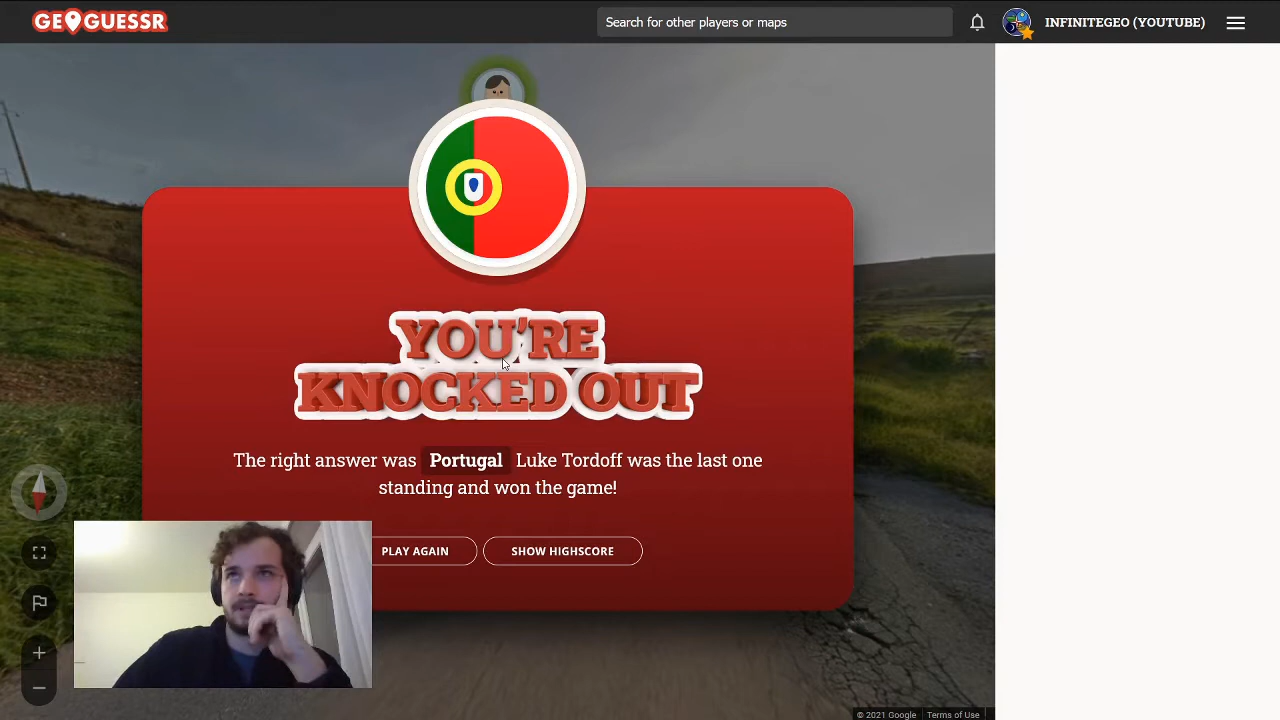 GEOGUESSR
Search for other players or maps
INFINITEGEO (YOUTUBE)
YOU'RE
KNOCKED OUT
The right answer was Portugal Luke Tordoff was the last one
standing and won the game!
PLAY AGAIN
SHOW HIGHSCORE
© 2021 Google
Terms of Use